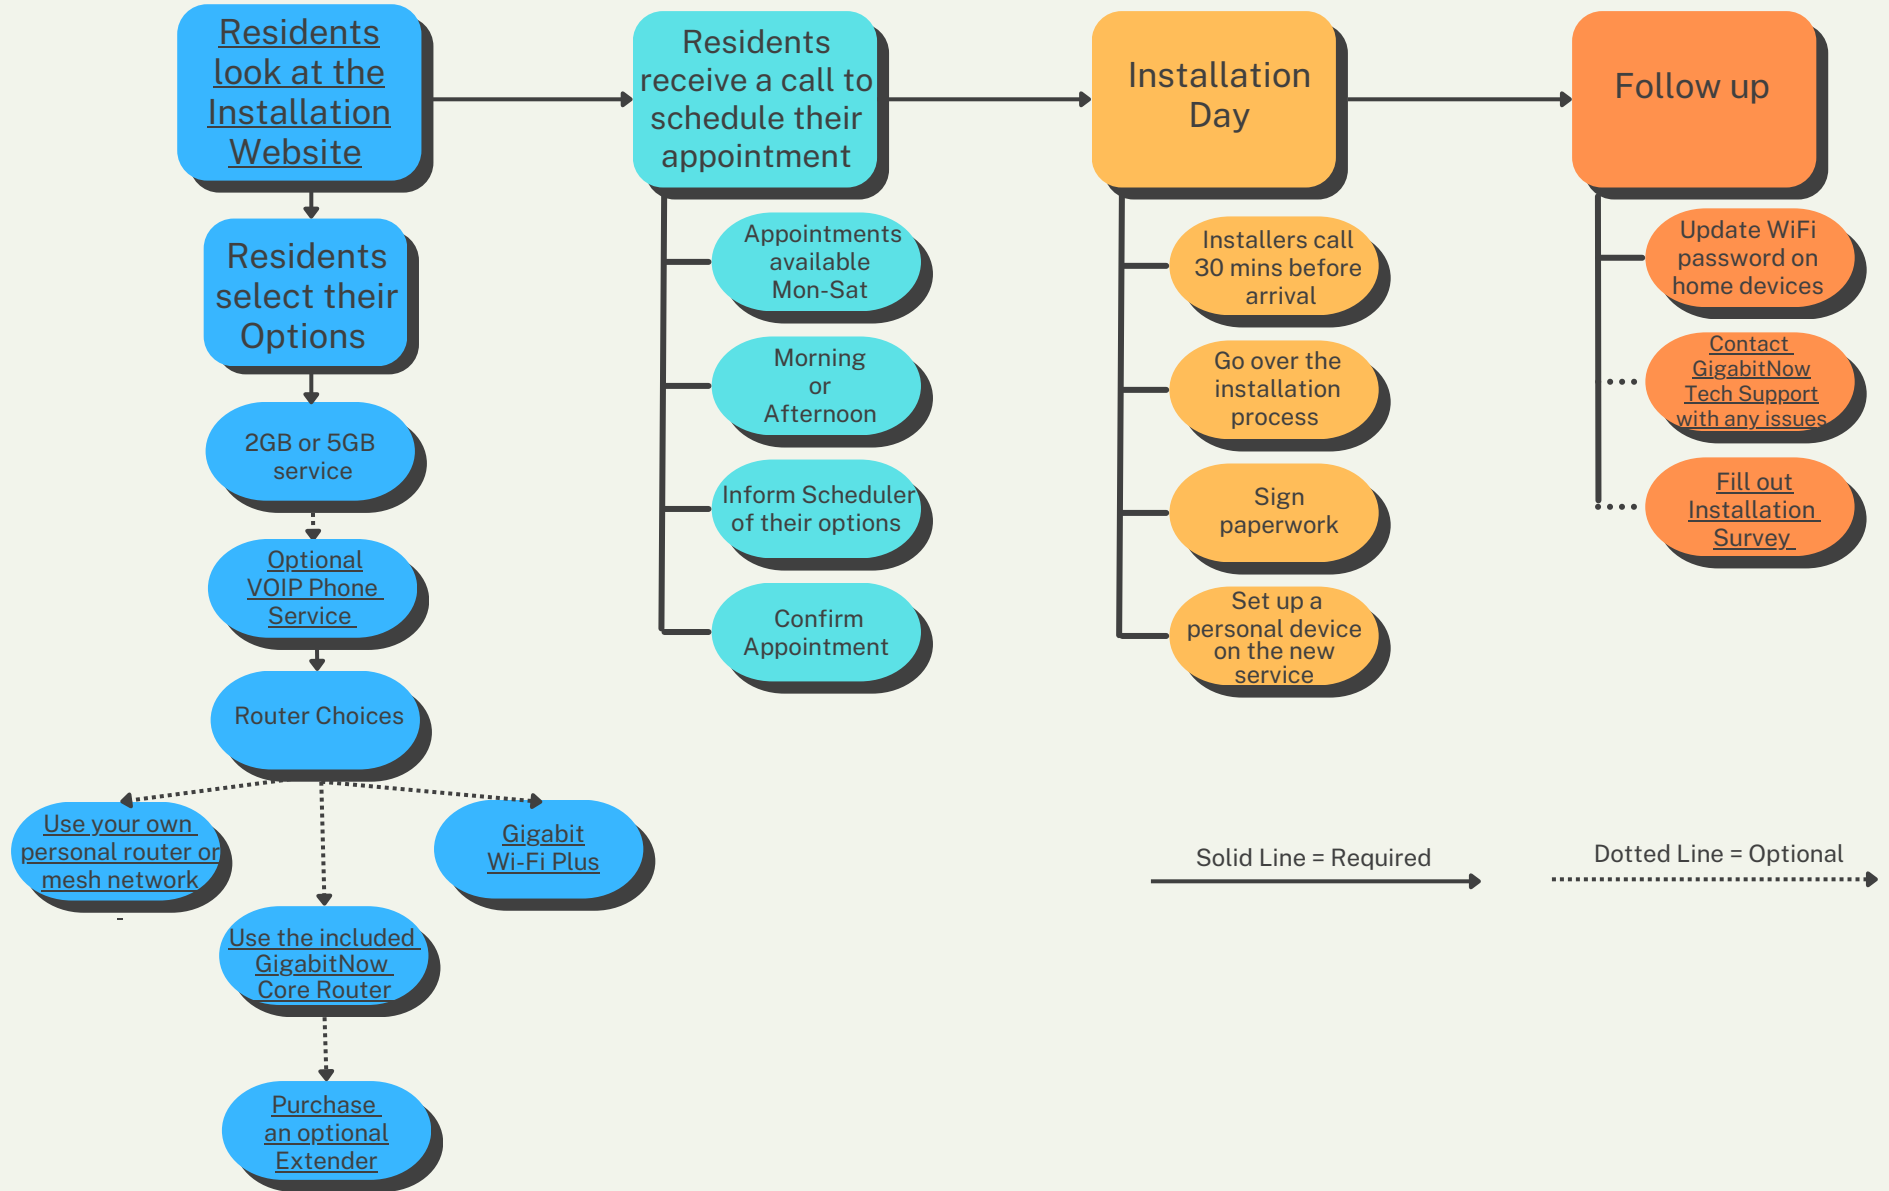 Residents
look at the
Installation
Website
Residents
select their
Options
2GB or 5GB
service
Optional
VOIP Phone
Service
Router Choices
Use your own
personal router or
mesh network
Gigabit
Wi-Fi Plus
Use the included
GigabitNow
Core Router
Purchase
an optional
Extender
Residents
receive a call to
schedule their
appointment
Appointments
available
Mon-Sat
Morning
or
Afternoon
Inform Scheduler
of their options
Confirm
Appointment
Installation
Day
Installers call
30 mins before
arrival
Go over the
installation
process
Sign
paperwork
Set up a
personal device
on the new
service
Follow up
Update WiFi
password on
home devices
Contact
GigabitNow
Tech Support
with any issues
Fill out
Installation
Survey
Solid Line = Required
Dotted Line = Optional